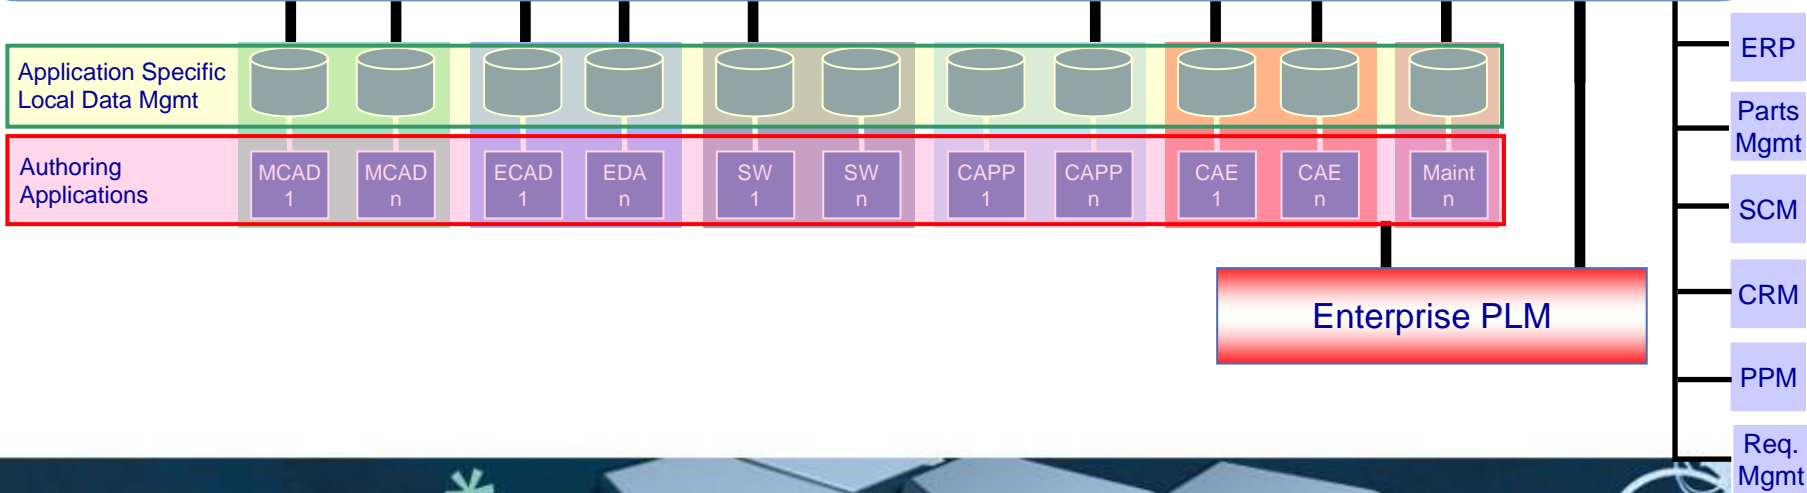 Application Specific
Local Data Mgmt
Authoring
Applications
MCAD
1
MCAD
n
ECAD
1
EDA
n
SW
1
SW
n
CAPP
1
CAPP
n
CAE
1
CAE
n
Maint
n
Enterprise PLM
ERP
Parts
Mgmt
SCM
CRM
PPM
Req.
Mgmt